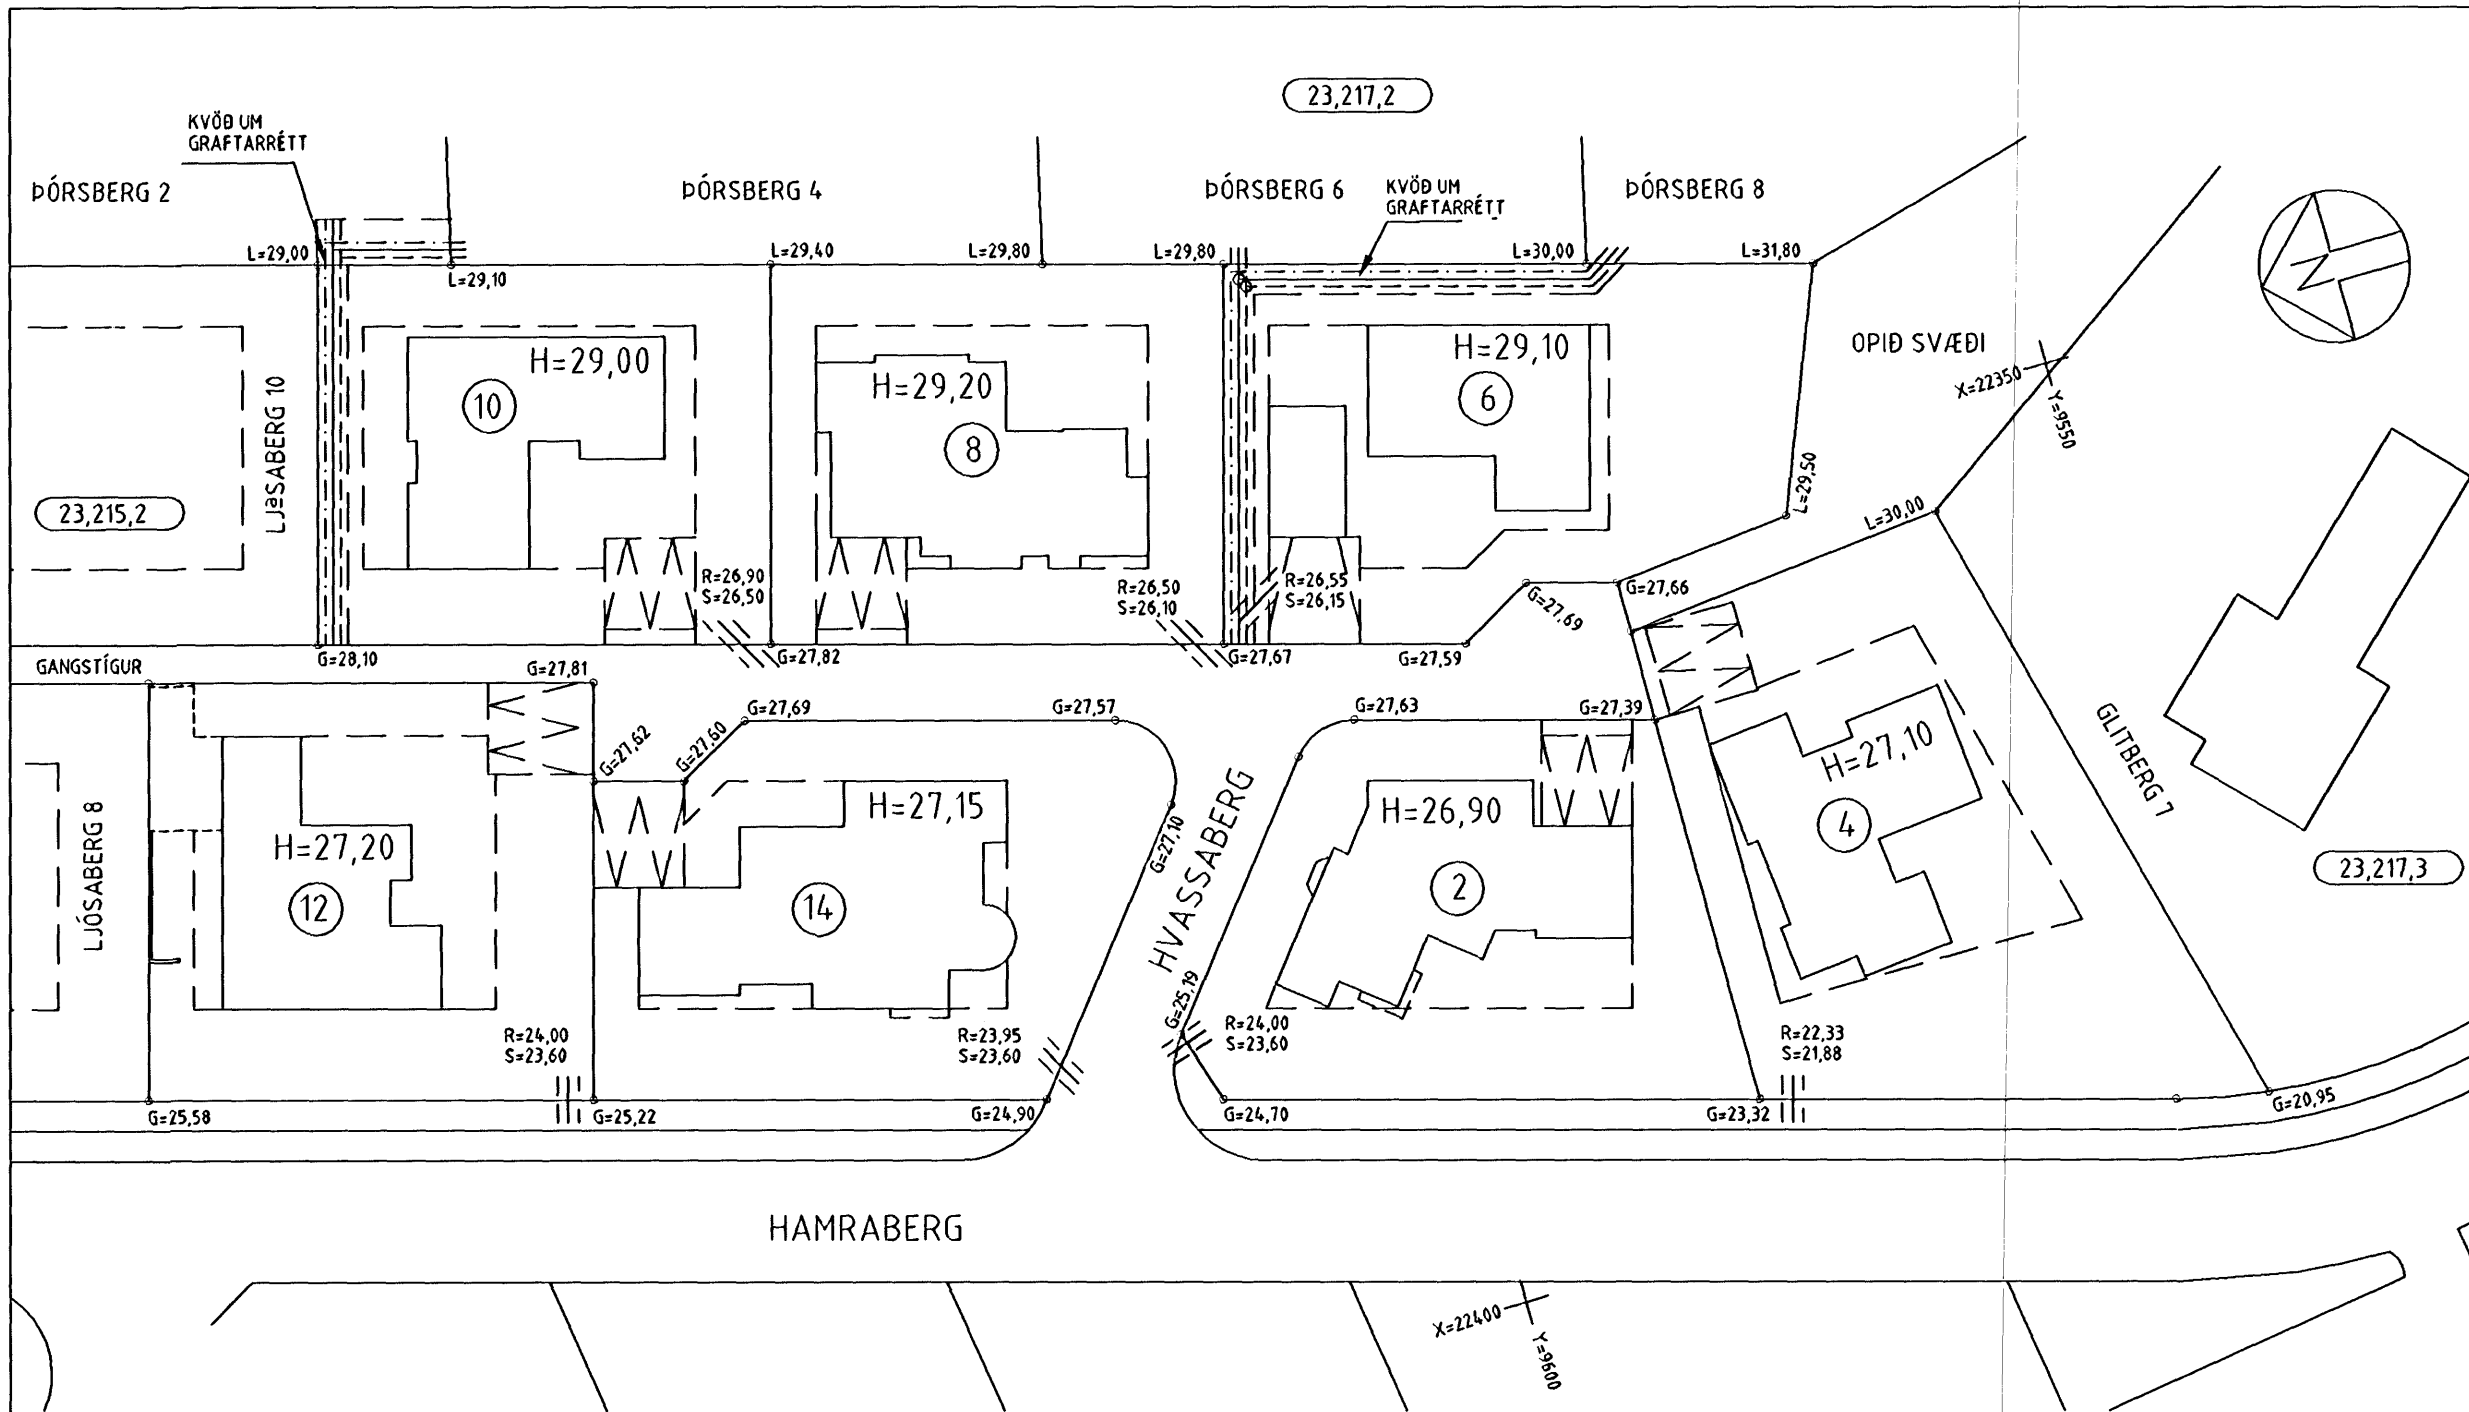 23,217,2
KVÖÐ UM
GRAFTARRÉTT
ÞÓRSBERG 2
ÞÓRSBERG 4
ÞÓRSBERG 6
KVÖÐ UM
GRAFTARRÉTT
ÞÓRSBERG 8
L=29,00
L=29,10
L=29,40
L=29,80
L=29,80
L=30,00
L=31,80
N
OPIÐ SVÆÐI
X=22350
Y=9550
H=29,00
10
H=29,20
8
H=29,10
6
LJªSABERG 10
23,215,2
L=29,50
L=30,00
R=26,90
S=26,50
R=26,50
S=26,10
R=26,55
S=26,15
G=27,66
G=27,69
GANGSTÍGUR
G=28,10
G=27,81
G=27,82
G=27,67
G=27,59
G=27,69
G=27,57
G=27,63
G=27,39
G=27,62
G=27,60
GLITBERG 7
H=27,10
4
H=27,15
14
H=26,90
2
H=27,20
12
LJÓSABERG 8
G=27,10
HVASSABERG
23,217,3
G=25,19
R=24,00
S=23,60
R=23,95
S=23,60
R=24,00
S=23,60
R=22,33
S=21,88
G=25,58
G=25,22
G=24,90
G=24,70
G=23,32
G=20,95
HAMRABERG
X=22400
Y=9600